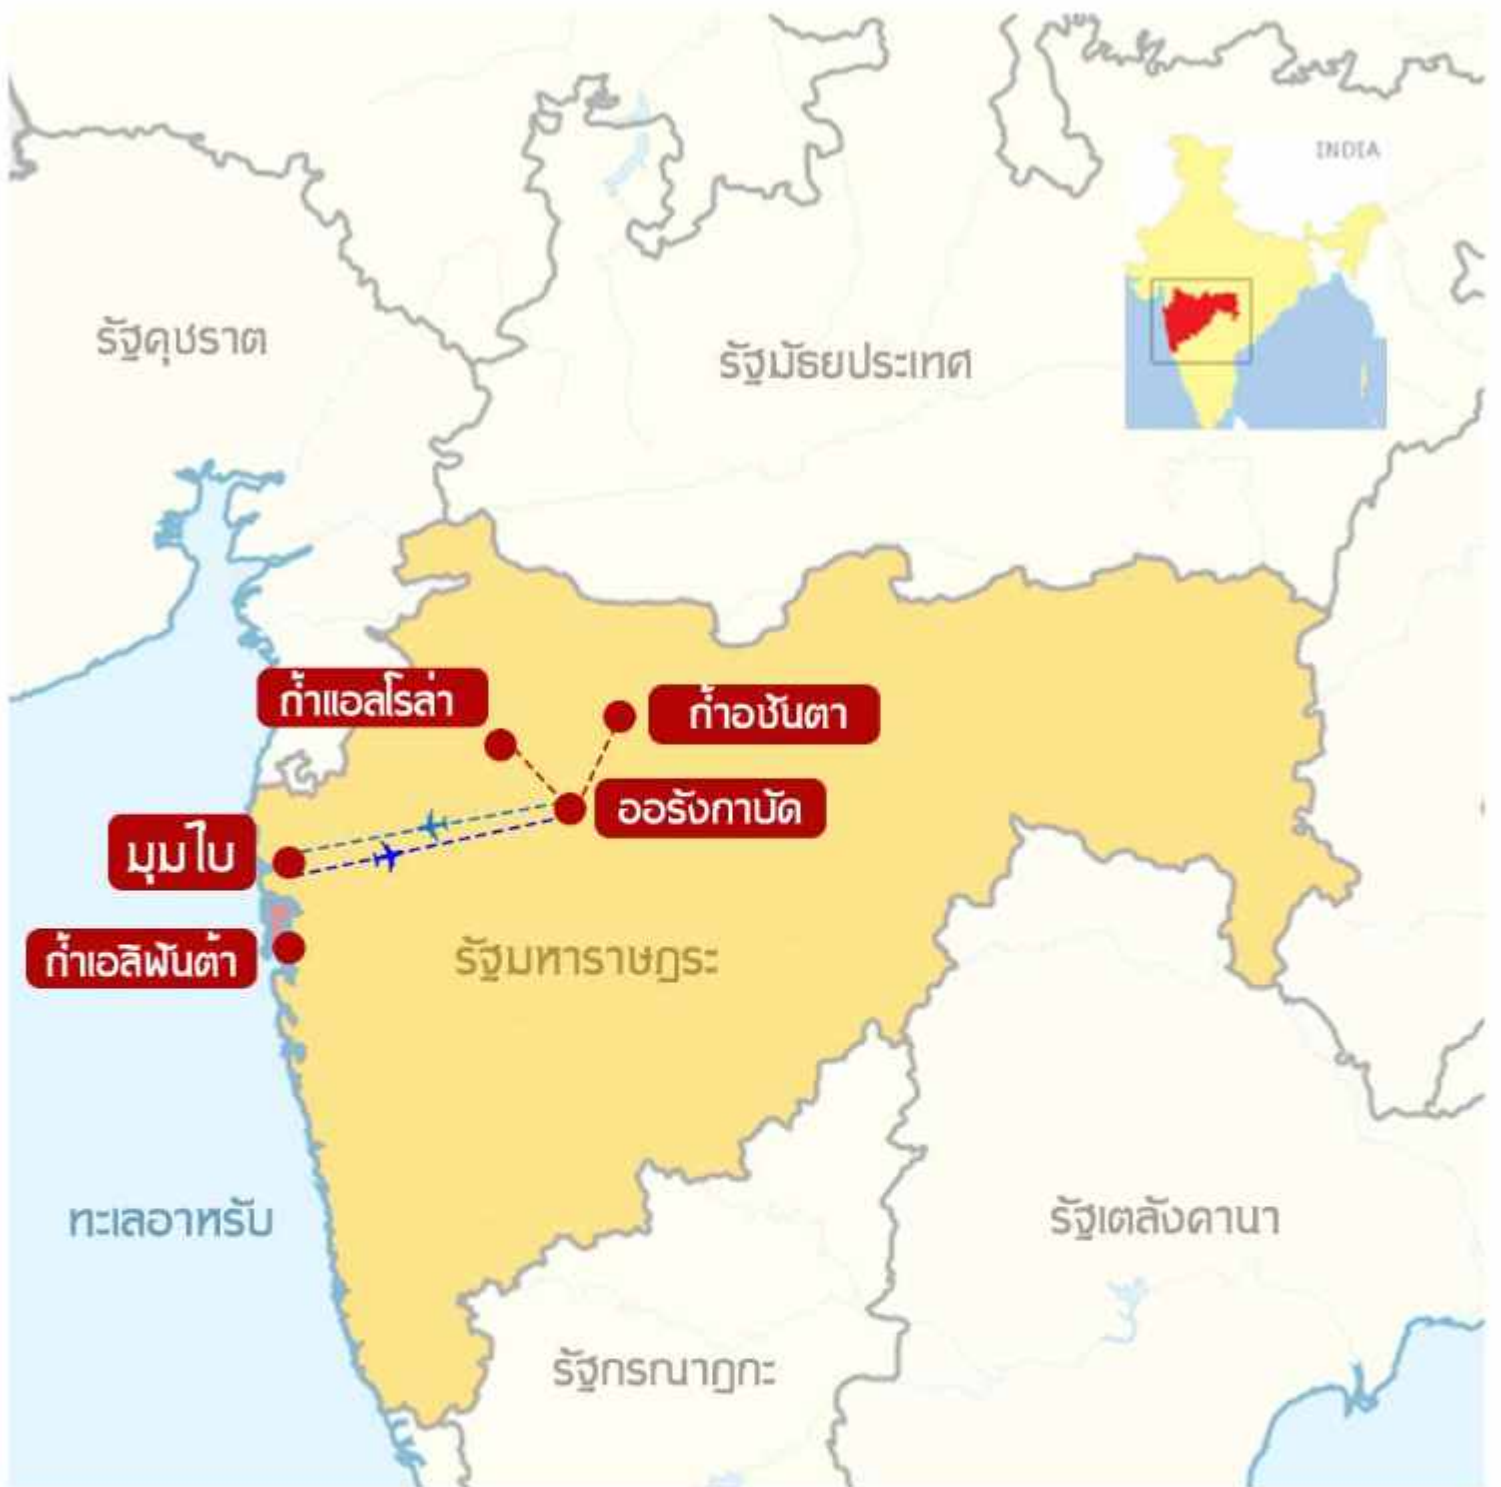 INDIA
รัฐคุชราต
รัฐมัธยประเทศ
ถ้ำแอลโรล่า
ถ้ำอชันตา
ออรังกาบัด
มุมไบ
ถ้ำเอลิฟันต้า
รัฐมหาราษฎระ
ทะเลอาหรับ
รัฐเตลังคานา
รัฐกรณาฏกะ